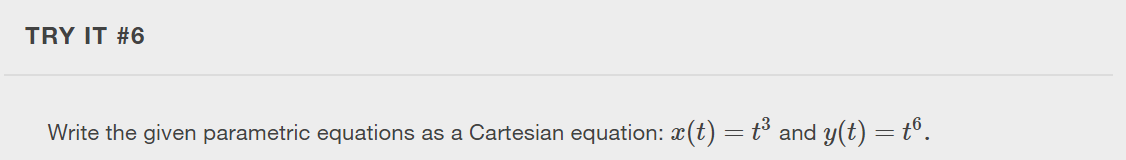 TRY IT #6
Write the given parametric equations as a Cartesian equation: x(t) = t³ and y(t) = t⁶.